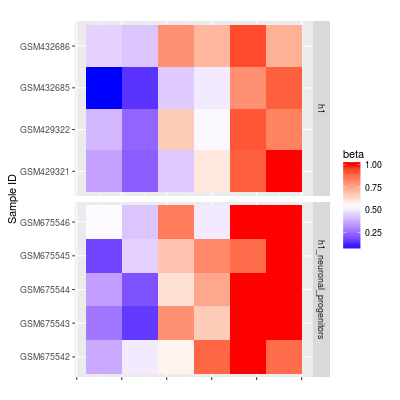 GSM432686
GSM432685
GSM429322
GSM429321
h1
GSM675546
GSM675545
GSM675544
GSM675543
GSM675542
h1_neuronal_progenitors
Sample ID
beta
1.00
0.75
0.50
0.25